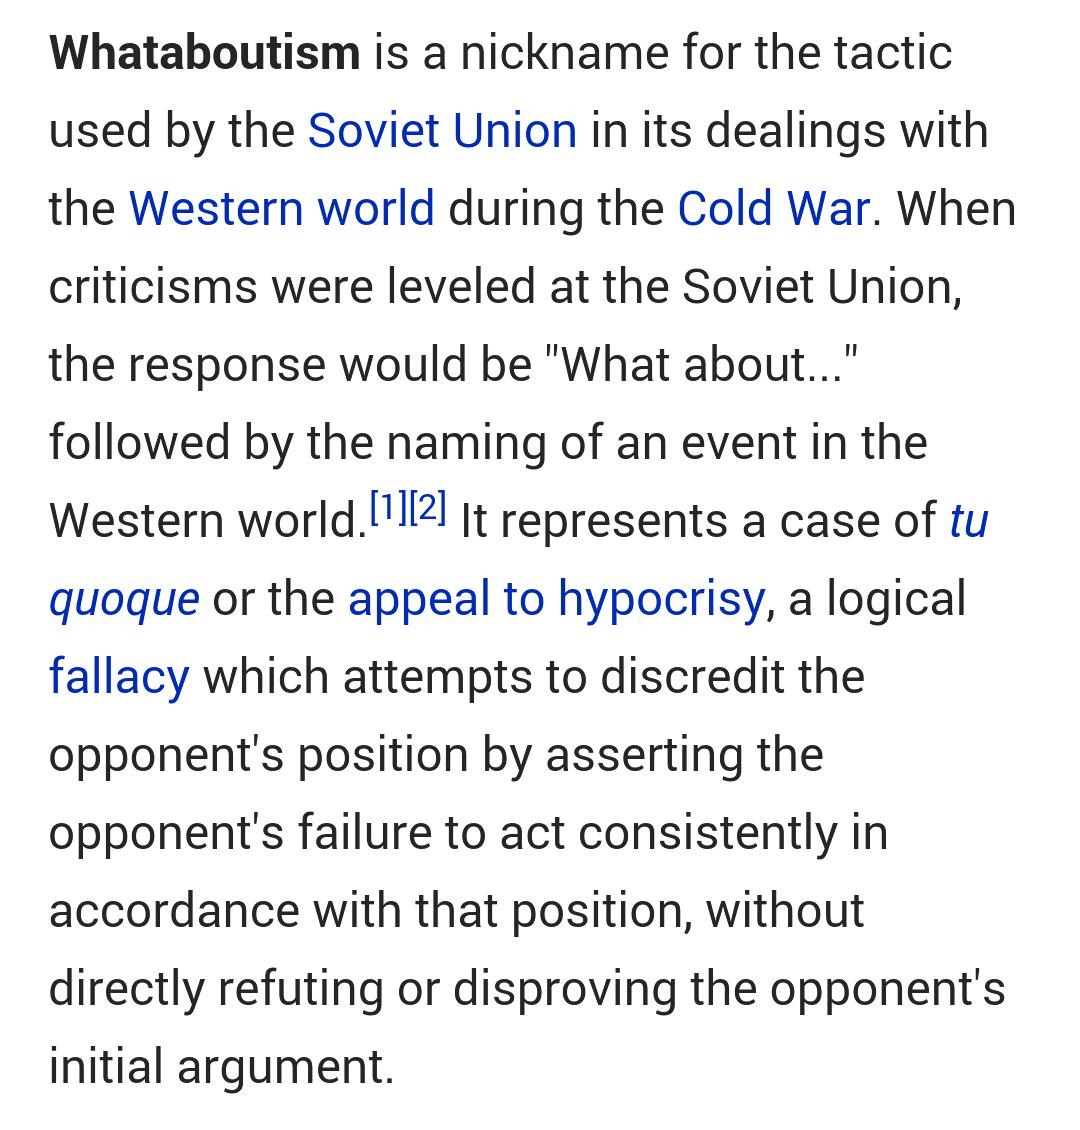 Whataboutism is a nickname for the tactic
used by the Soviet Union in its dealings with
the Western world during the Cold War. When
criticisms were leveled at the Soviet Union,
the response would be "What about..."
followed by the naming of an event in the
Western world.[1][2] It represents a case of tu
quoque or the appeal to hypocrisy, a logical
fallacy which attempts to discredit the
opponent's position by asserting the
opponent's failure to act consistently in
accordance with that position, without
directly refuting or disproving the opponent's
initial argument.